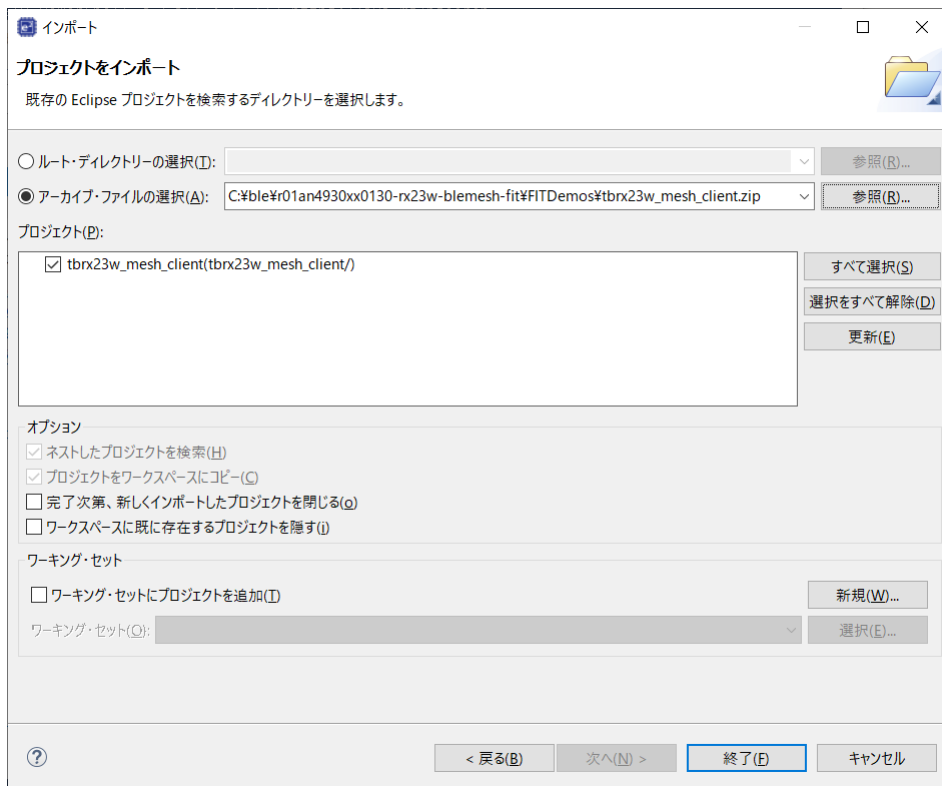 インポート
プロジェクトをインポート
既存の Eclipse プロジェクトを検索するディレクトリーを選択します。
ルート・ディレクトリーの選択(T): 参照(R)...
アーカイブ・ファイルの選択(A): C:¥ble¥r01an4930xx0130-rx23w-blemesh-fit¥FITDemos¥tbrx23w_mesh_client.zip 参照(R)...
プロジェクト(P):
tbrx23w_mesh_client(tbrx23w_mesh_client/)
すべて選択(S)
選択をすべて解除(D)
更新(E)
オプション
ネストしたプロジェクトを検索(H)
プロジェクトをワークスペースにコピー(C)
完了次第、新しくインポートしたプロジェクトを閉じる(o)
ワークスペースに既に存在するプロジェクトを隠す(i)
ワーキング・セット
ワーキング・セットにプロジェクトを追加(T) 新規(W)...
ワーキング・セット(O): 選択(E)...
< 戻る(B) 次へ(N) > 終了(F) キャンセル